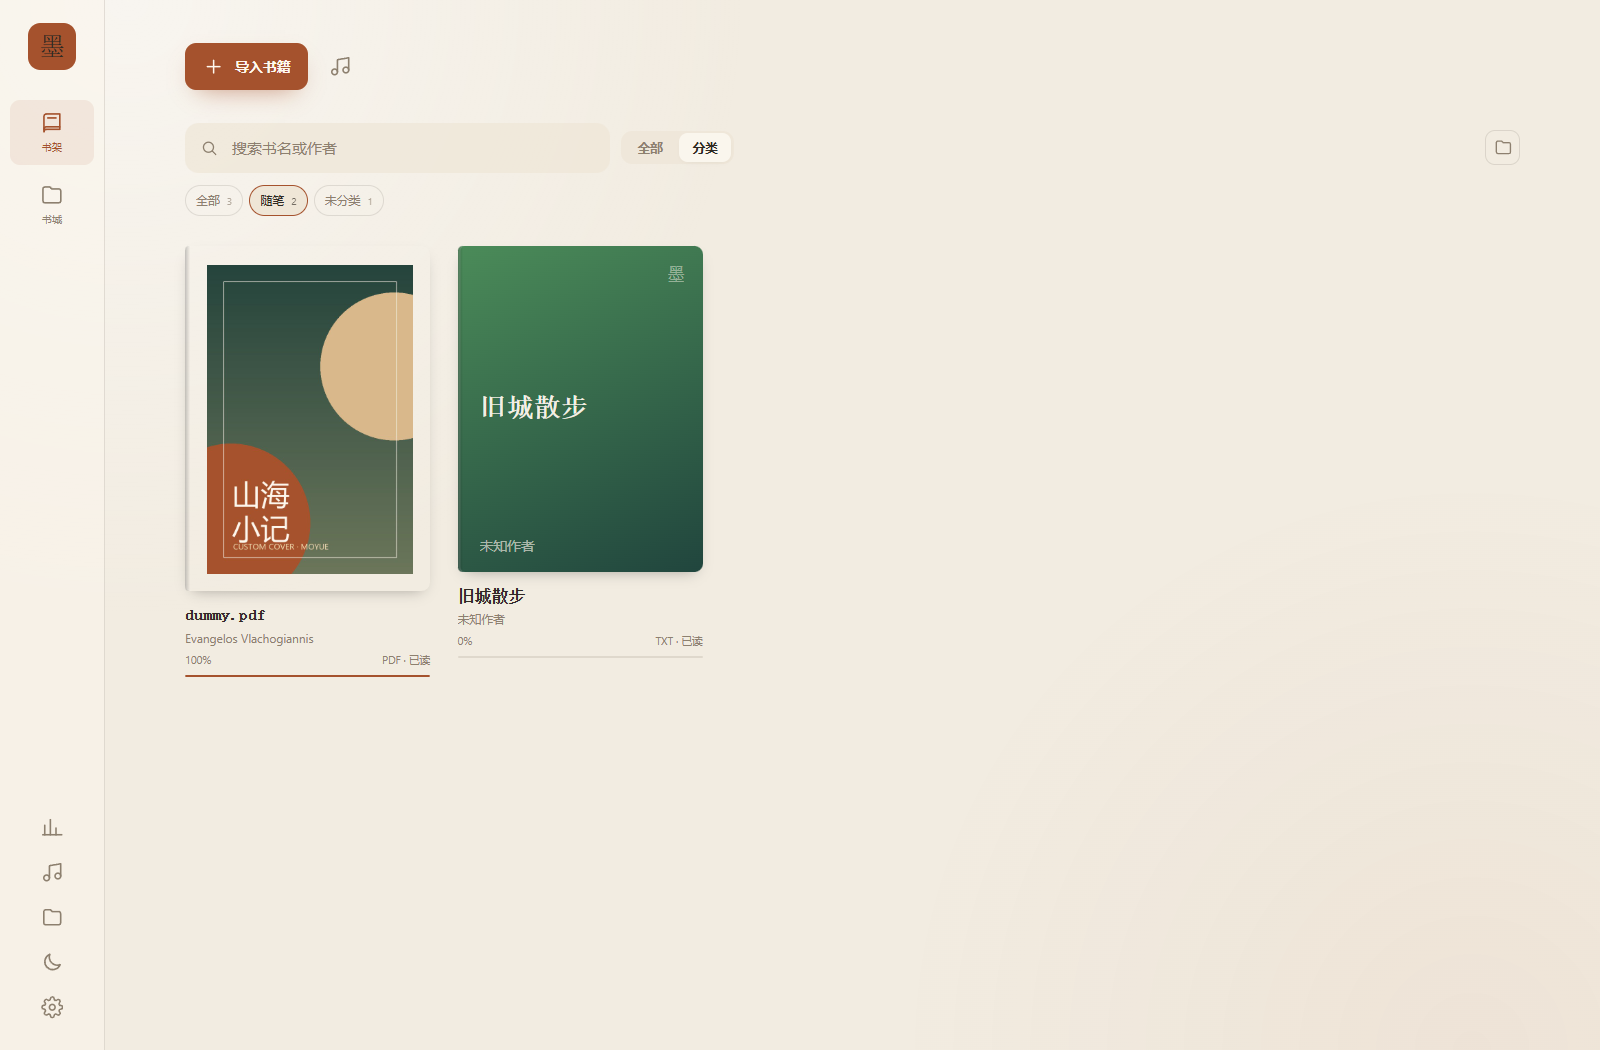 墨
书架
书城
导入书籍
搜索书名或作者
全部 分类
全部 3 随笔 2 未分类 1
山海
小记
CUSTOM COVER · MOYUE
dummy.pdf
Evangelos Vlachogiannis
100% PDF · 已读
墨
旧城散步
未知作者
旧城散步
未知作者
0% TXT · 已读